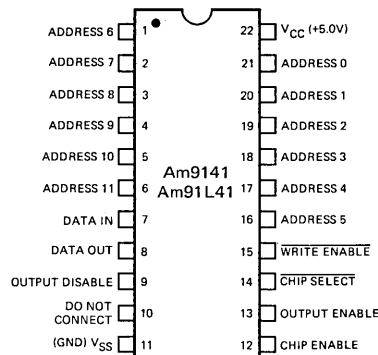 ADDRESS 6 1 22 VCC (+5.0V)
ADDRESS 7 2 21 ADDRESS 0
ADDRESS 8 3 20 ADDRESS 1
ADDRESS 9 4 19 ADDRESS 2
ADDRESS 10 5 18 ADDRESS 3
Am9141
ADDRESS 11 6 17 ADDRESS 4
Am91L41
DATA IN 7 16 ADDRESS 5
DATA OUT 8 15 WRITE ENABLE
OUTPUT DISABLE 9 14 CHIP SELECT
DO NOT
CONNECT 10 13 OUTPUT ENABLE
(GND) VSS 11 12 CHIP ENABLE